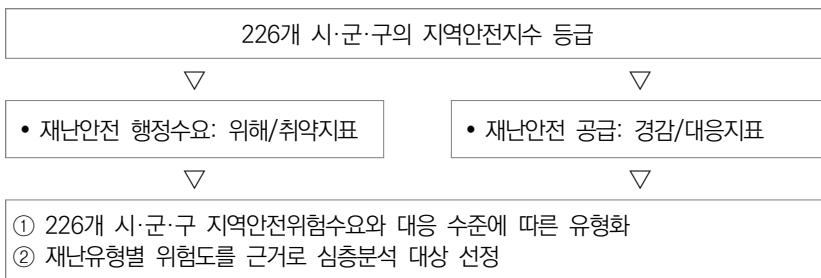 226개 시·군·구의 지역안전지수 등급
▽ ▽
• 재난안전 행정수요: 위해/취약지표
• 재난안전 공급: 경감/대응지표
▽ ▽
① 226개 시·군·구 지역안전위험수요와 대응 수준에 따른 유형화
② 재난유형별 위험도를 근거로 심층분석 대상 선정